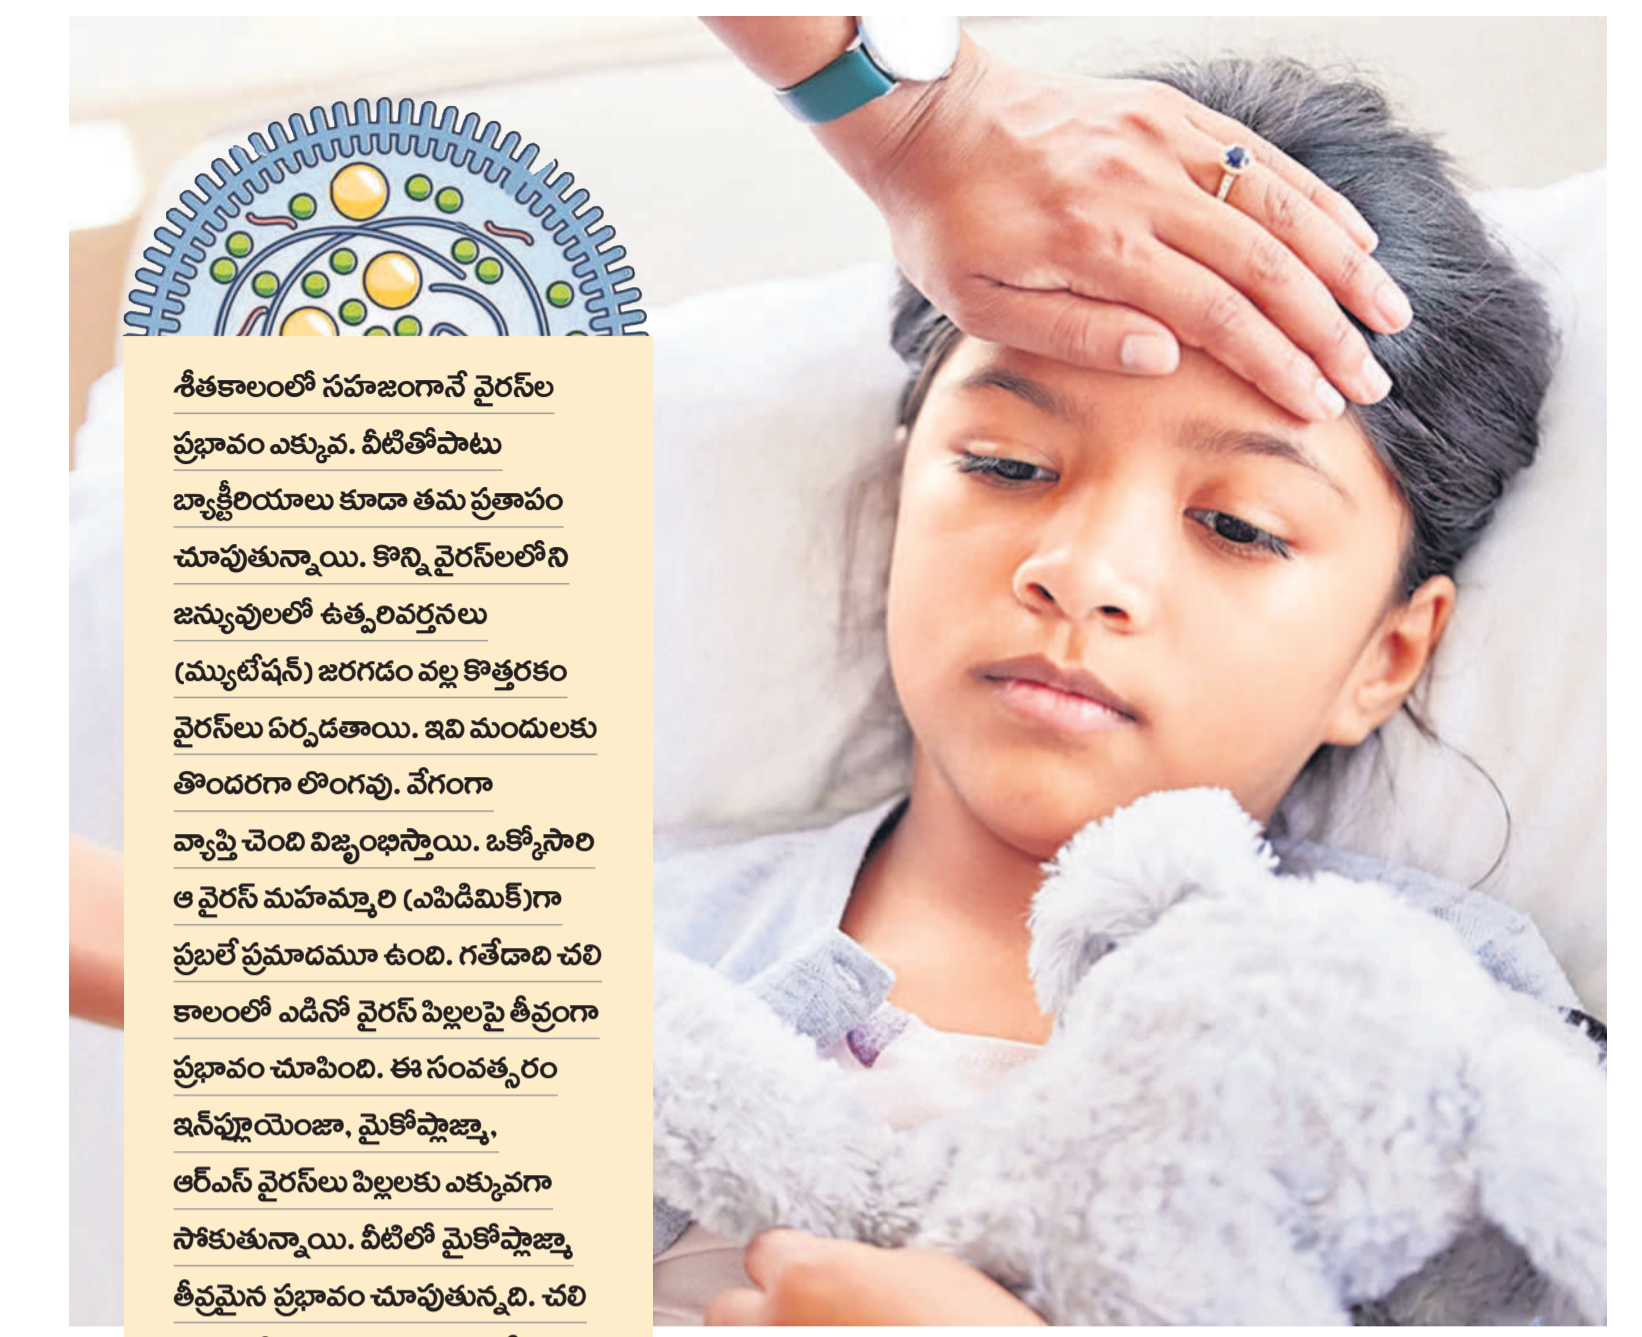 శీతకాలంలో సహజంగానే వైరస్‌ల
ప్రభావం ఎక్కువ. వీటితోపాటు
బ్యాక్టీరియాలు కూడా తమ ప్రతాపం
చూపుతున్నాయి. కొన్ని వైరస్‌లలోని
జన్యువులలో ఉత్పరివర్తనలు
(మ్యుటేషన్) జరగడం వల్ల కొత్తరకం
వైరస్‌లు ఏర్పడతాయి. ఇవి మందులకు
తొందరగా లొంగవు. వేగంగా
వ్యాప్తి చెంది విజృంభిస్తాయి. ఒక్కోసారి
ఆ వైరస్ మహమ్మారి (ఎపిడిమిక్)గా
ప్రబలే ప్రమాదమూ ఉంది. గతేడాది చలి
కాలంలో ఎడినో వైరస్ పిల్లలపై తీవ్రంగా
ప్రభావం చూపింది. ఈ సంవత్సరం
ఇన్‌ఫ్లూయెంజా, మైకోప్లాజ్మా,
ఆర్ఎస్ వైరస్‌లు పిల్లలకు ఎక్కువగా
సోకుతున్నాయి. వీటిలో మైకోప్లాజ్మా
తీవ్రమైన ప్రభావం చూపుతున్నది. చలి